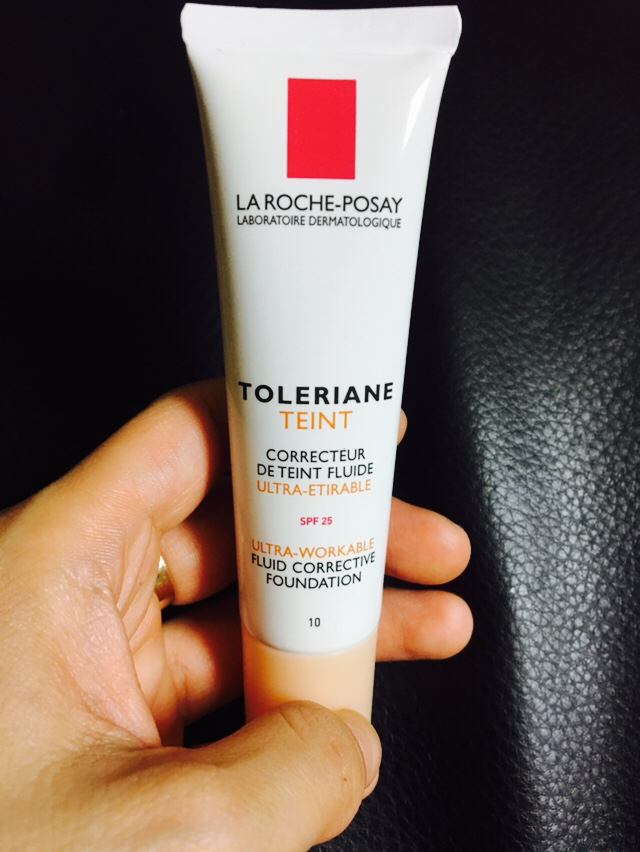 LA ROCHE-POSAY
LABORATOIRE DERMATOLOGIQUE
TOLERIANE
TEINT
CORRECTEUR
DE TEINT FLUIDE
ULTRA-ETIRABLE
SPF 25
ULTRA-WORKABLE
FLUID CORRECTIVE
FOUNDATION
10